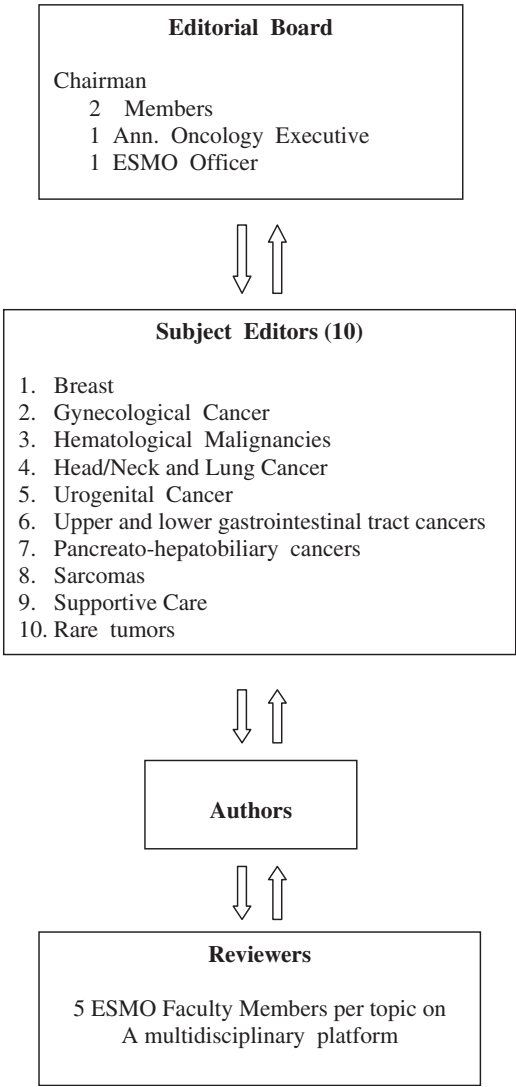 Editorial Board
Chairman
2 Members
1 Ann. Oncology Executive
1 ESMO Officer
Subject Editors (10)
1. Breast
2. Gynecological Cancer
3. Hematological Malignancies
4. Head/Neck and Lung Cancer
5. Urogenital Cancer
6. Upper and lower gastrointestinal tract cancers
7. Pancreato-hepatobiliary cancers
8. Sarcomas
9. Supportive Care
10. Rare tumors
Authors
Reviewers
5 ESMO Faculty Members per topic on
A multidisciplinary platform